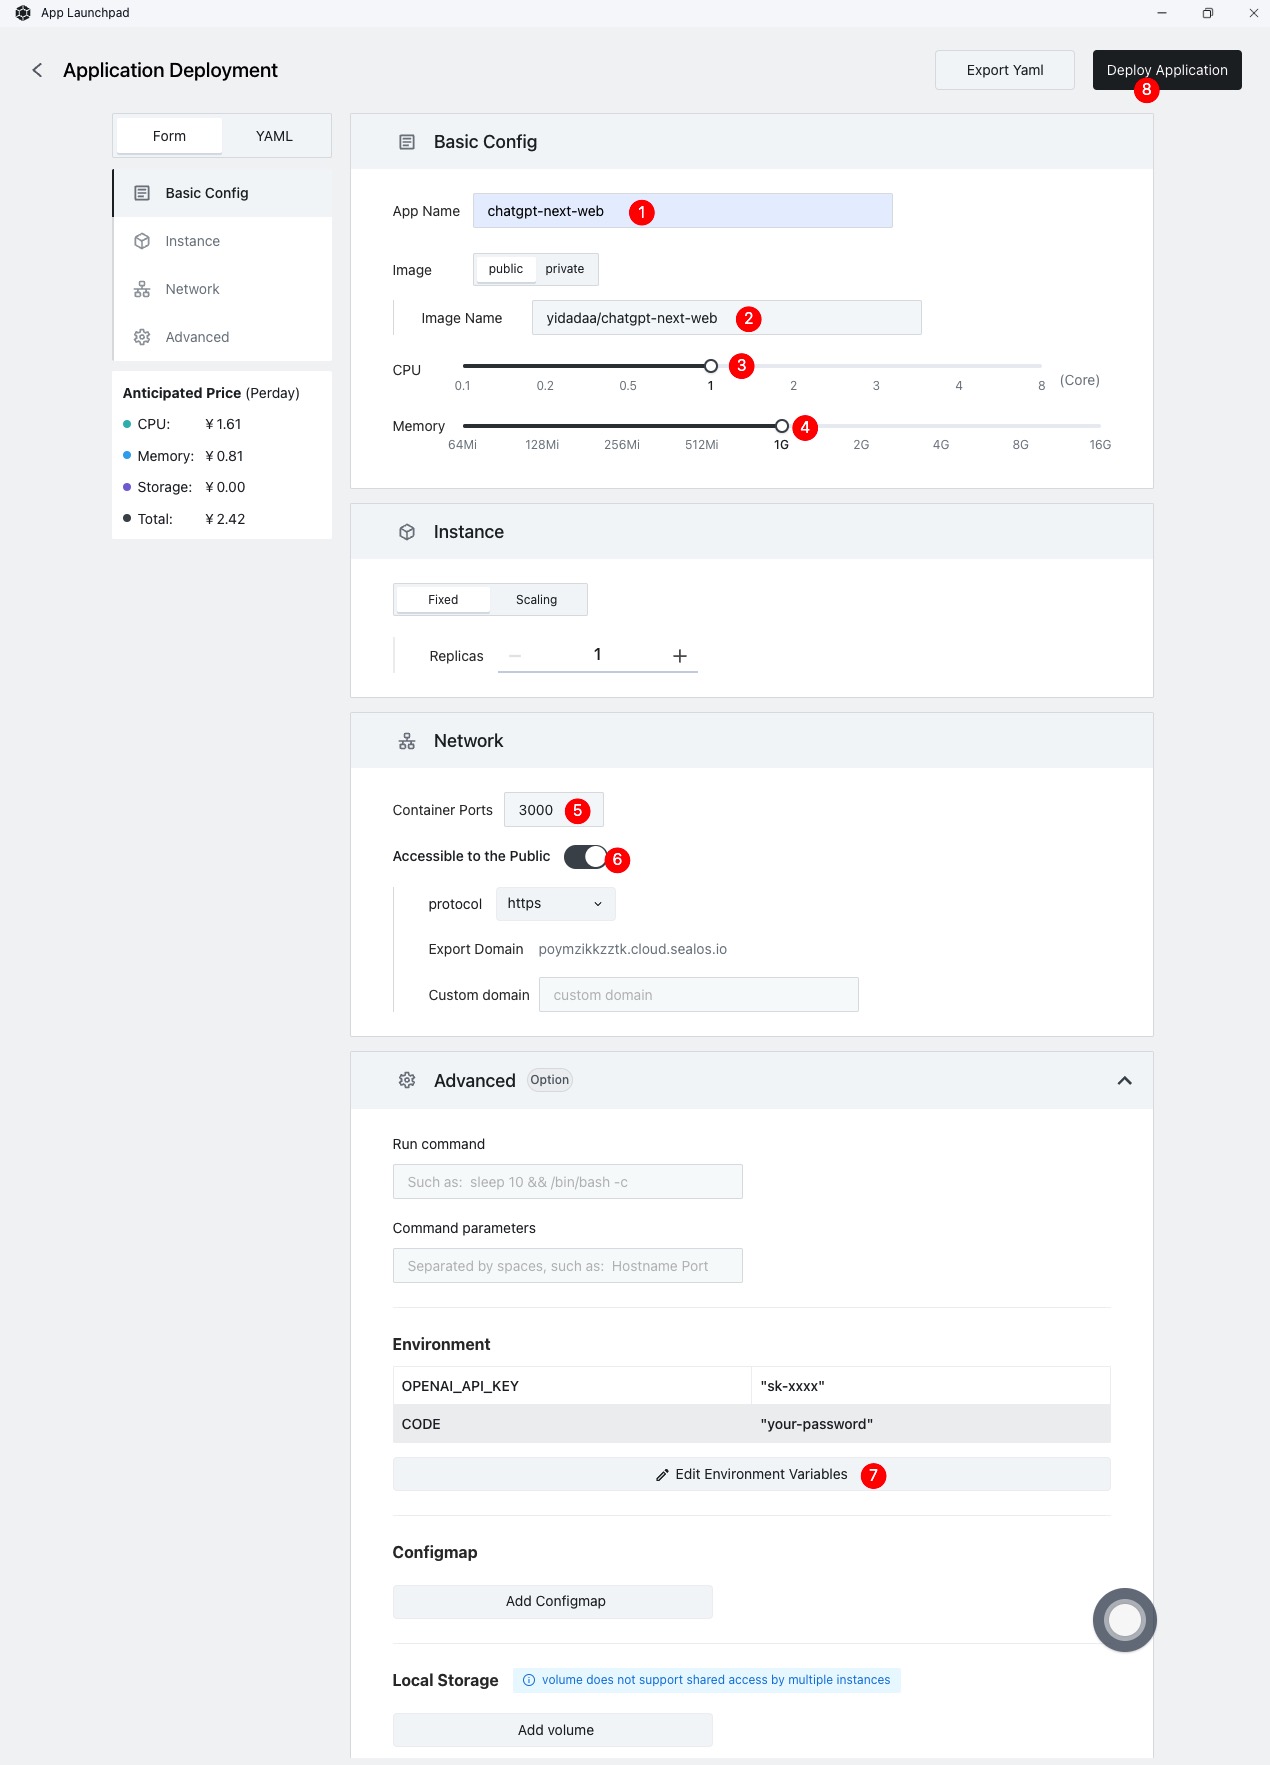 App Launchpad
Application Deployment
Export Yaml
Deploy Application
8
Form
YAML
Basic Config
Instance
Network
Advanced
Anticipated Price (Perday)
CPU: ¥ 1.61
Memory: ¥ 0.81
Storage: ¥ 0.00
Total: ¥ 2.42
Basic Config
App Name chatgpt-next-web 1
Image public private
Image Name yidadaa/chatgpt-next-web 2
CPU 3
0.1 0.2 0.5 1 2 3 4 8 (Core)
Memory 4
64Mi 128Mi 256Mi 512Mi 1G 2G 4G 8G 16G
Instance
Fixed Scaling
Replicas − 1 +
Network
Container Ports 3000 5
Accessible to the Public 6
protocol https
Export Domain poymzikkzztk.cloud.sealos.io
Custom domain custom domain
Advanced Option
Run command
Such as: sleep 10 && /bin/bash -c
Command parameters
Separated by spaces, such as: Hostname Port
Environment
OPENAI_API_KEY "sk-xxxx"
CODE "your-password"
Edit Environment Variables 7
Configmap
Add Configmap
Local Storage volume does not support shared access by multiple instances
Add volume